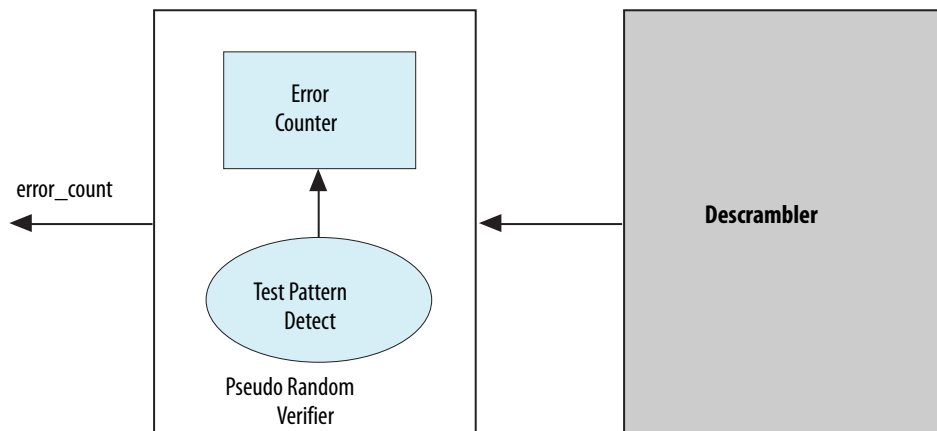 Error
Counter
error_count
Descrambler
Test Pattern
Detect
Pseudo Random
Verifier